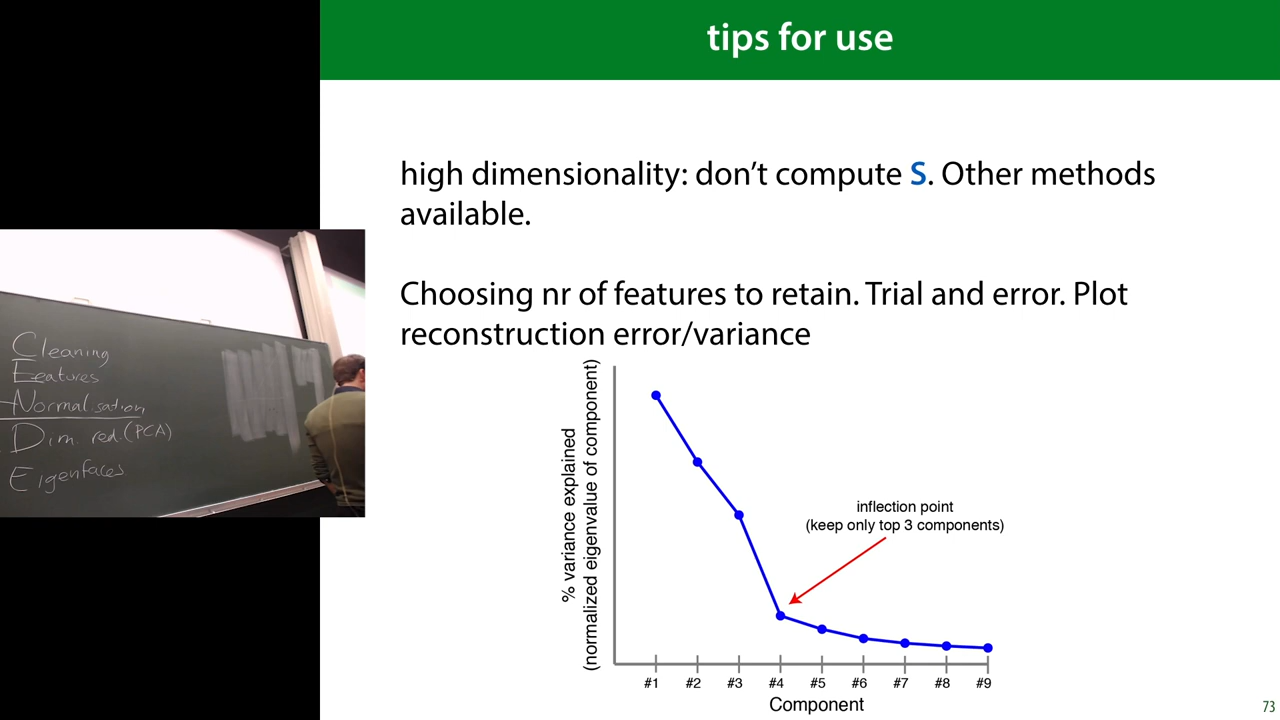 tips for use
high dimensionality: don't compute S. Other methods
available.
Choosing nr of features to retain. Trial and error. Plot
reconstruction error/variance
% variance explained
(normalized eigenvalue of component)
inflection point
(keep only top 3 components)
#1 #2 #3 #4 #5 #6 #7 #8 #9
Component
73
Cleaning
Features
Normalisation
Dim. red. (PCA)
Eigenfaces